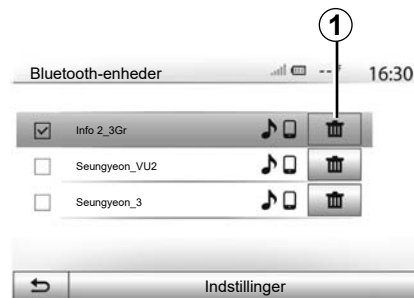 1
Bluetooth-enheder -- ° 16:30
Info 2_3Gr
Seungyeon_VU2
Seungyeon_3
Indstillinger